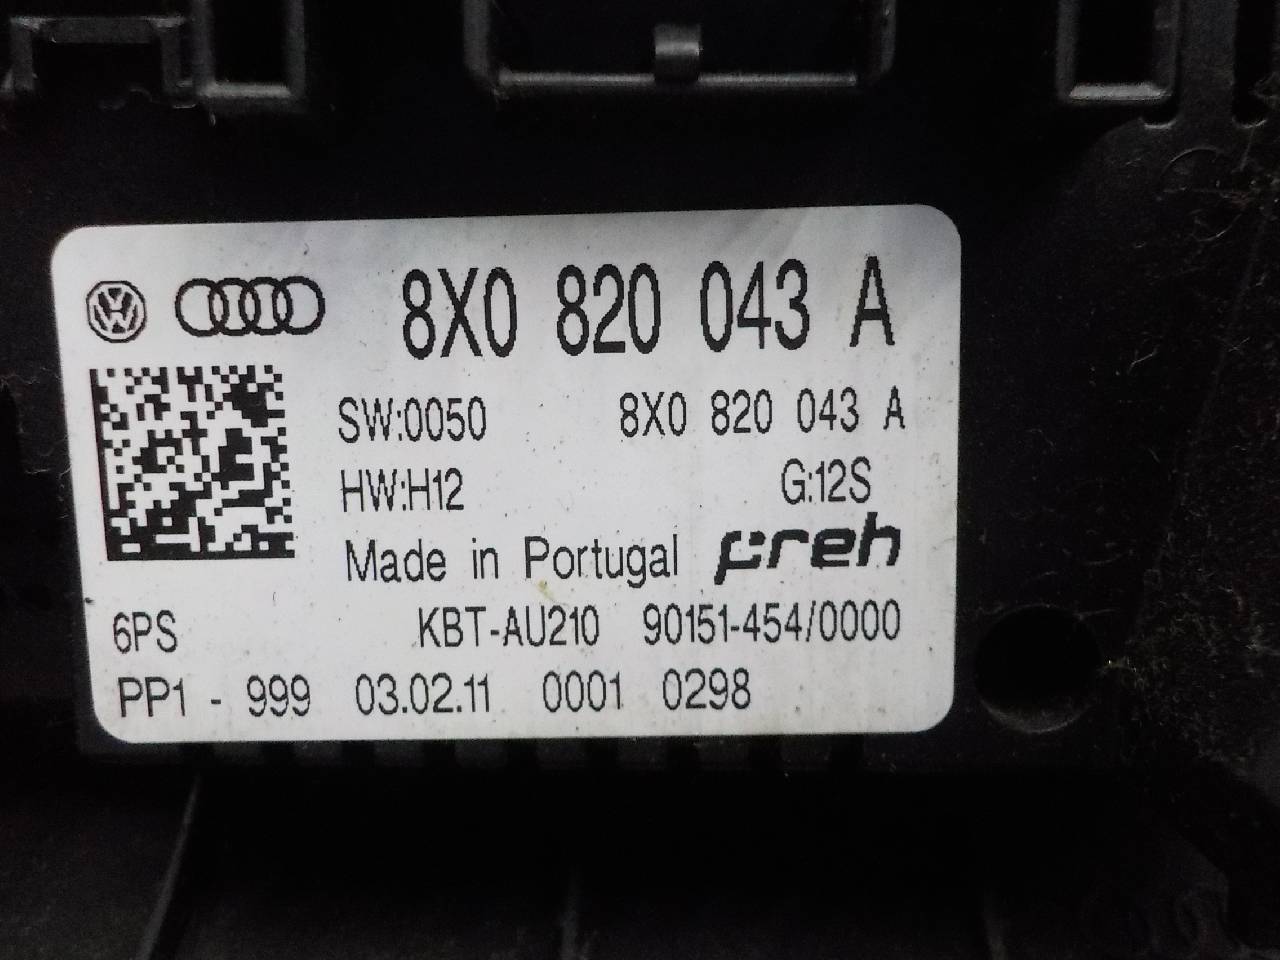 8X0 820 043 A
SW:0050 8X0 820 043 A
HW:H12 G:12S
Made in Portugal preh
6PS KBT-AU210 90151-454/0000
PP1 - 999 03.02.11 0001 0298